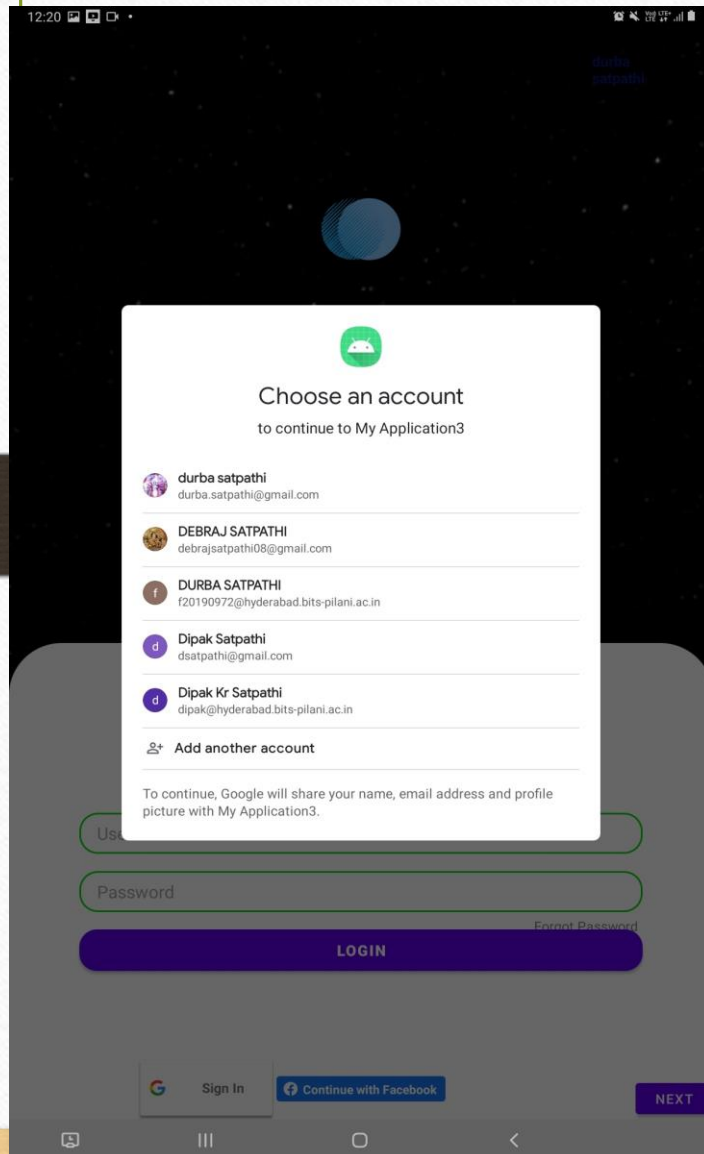 12:20
durba
satpathi
Choose an account
to continue to My Application3
durba satpathi
durba.satpathi@gmail.com
DEBRAJ SATPATHI
debrajsatpathi08@gmail.com
f
DURBA SATPATHI
f20190972@hyderabad.bits-pilani.ac.in
d
Dipak Satpathi
dsatpathi@gmail.com
d
Dipak Kr Satpathi
dipak@hyderabad.bits-pilani.ac.in
Add another account
To continue, Google will share your name, email address and profile
picture with My Application3.
Password
Forgot Password
LOGIN
G Sign In
Continue with Facebook
NEXT